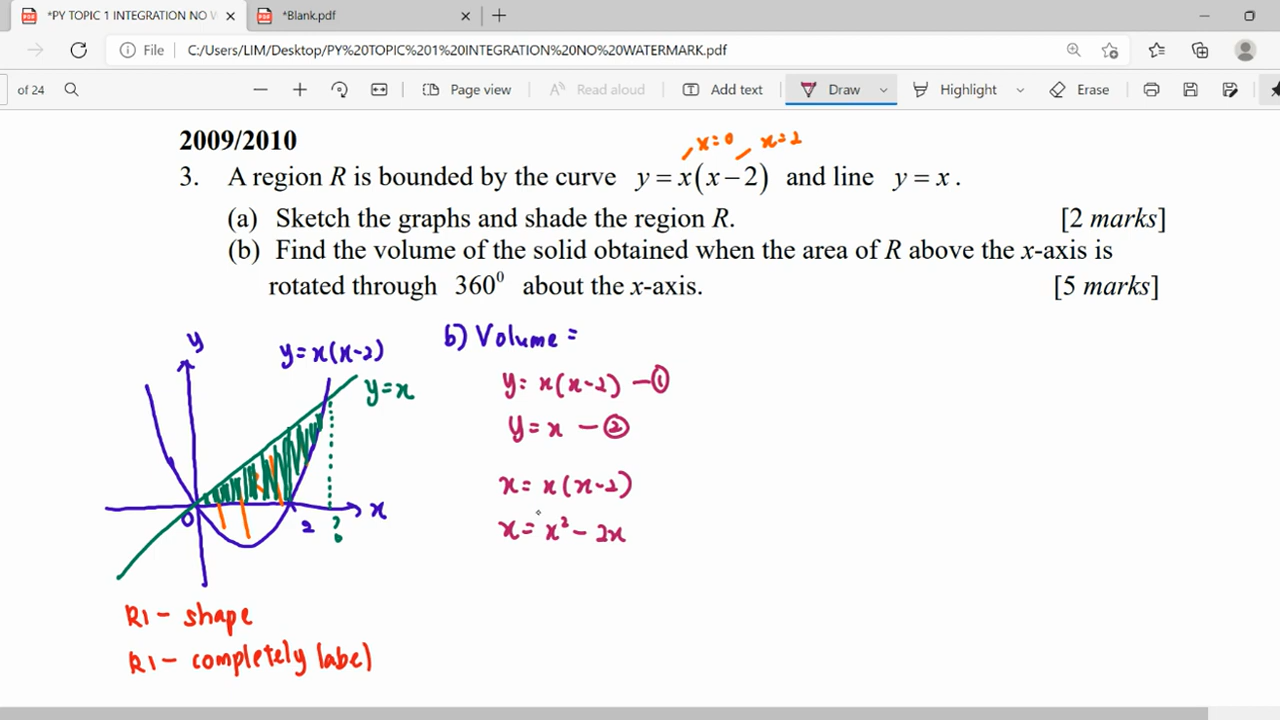 *PY TOPIC 1 INTEGRATION NO W
*Blank.pdf
File C:/Users/LIM/Desktop/PY%20TOPIC%201%20INTEGRATION%20NO%20WATERMARK.pdf
of 24 Page view Read aloud Add text Draw Highlight Erase
2009/2010
x=0 x=2
3. A region R is bounded by the curve y = x(x−2) and line y = x.
(a) Sketch the graphs and shade the region R. [2 marks]
(b) Find the volume of the solid obtained when the area of R above the x-axis is
rotated through 360⁰ about the x-axis. [5 marks]
y
y=x(x-2)
y=x
0
2
?
x
R1 - shape
R1 - completely label
b) Volume =
y= x(x-2) -①
y= x -②
x= x(x-2)
x= x² - 2x